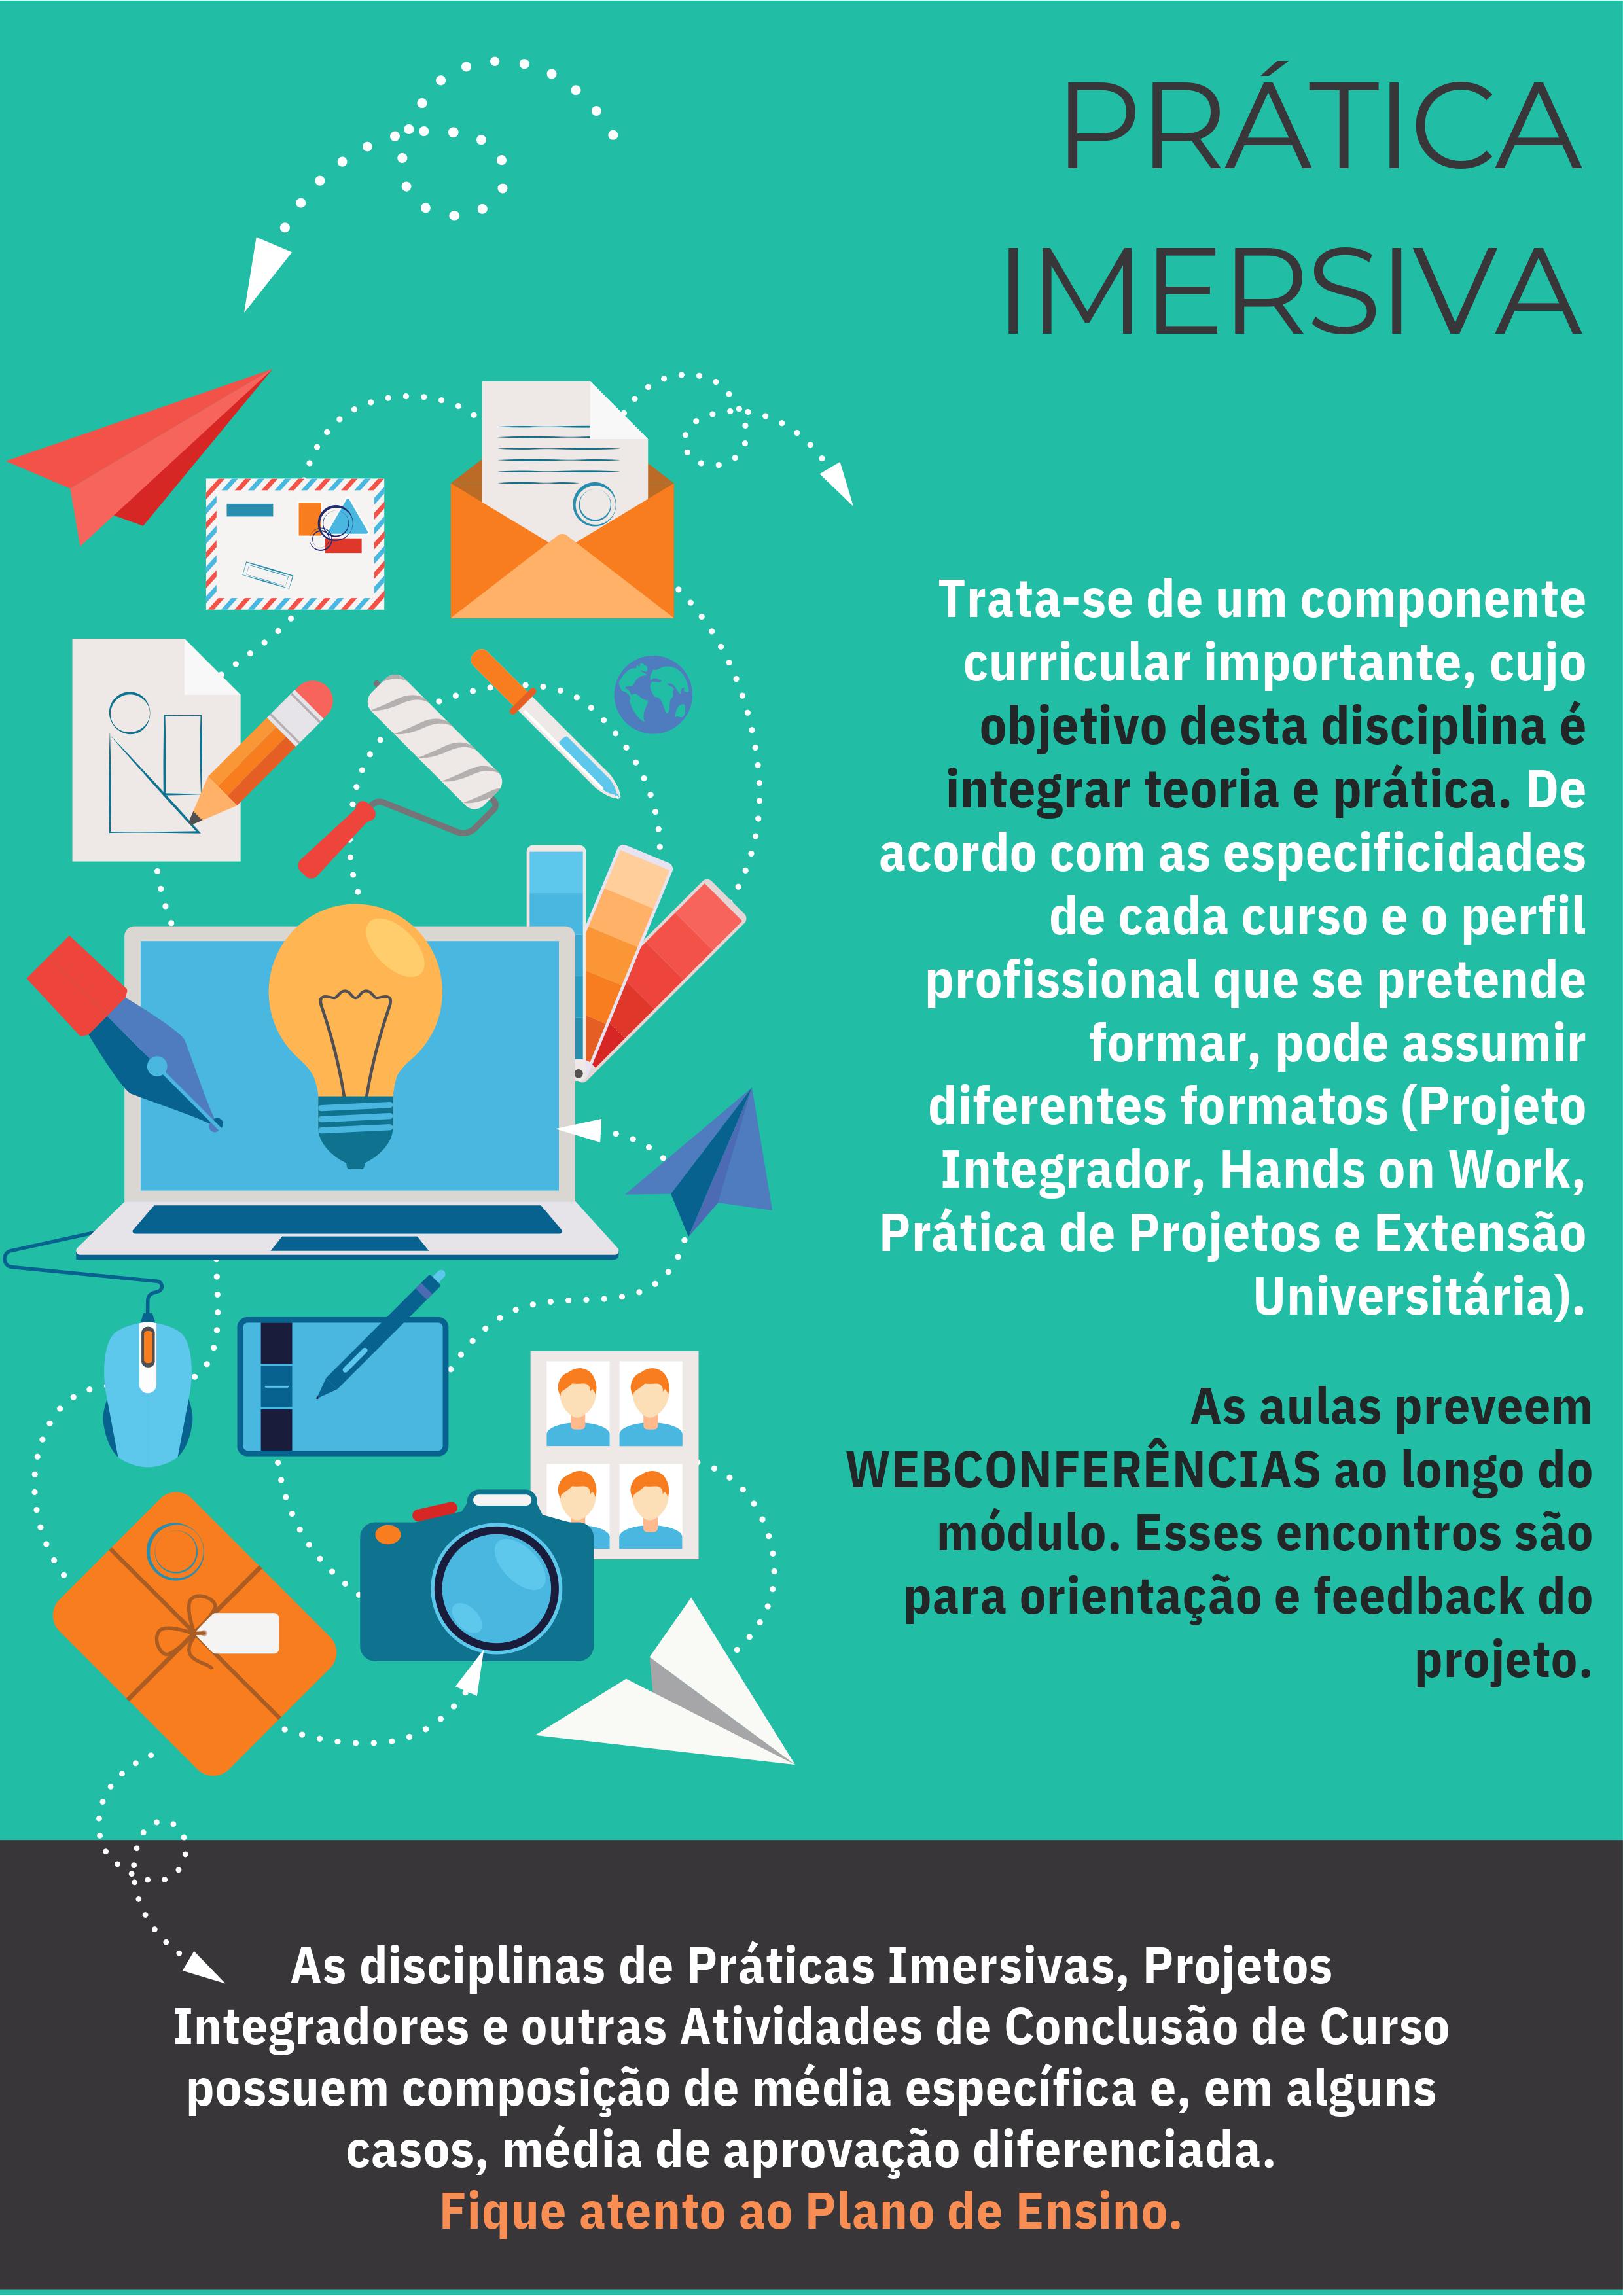 PRÁTICA
IMERSIVA
Trata-se de um componente
curricular importante, cujo
objetivo desta disciplina é
integrar teoria e prática. De
acordo com as especificidades
de cada curso e o perfil
profissional que se pretende
formar, pode assumir
diferentes formatos (Projeto
Integrador, Hands on Work,
Prática de Projetos e Extensão
Universitária).
As aulas preveem
WEBCONFERÊNCIAS ao longo do
módulo. Esses encontros são
para orientação e feedback do
projeto.
As disciplinas de Práticas Imersivas, Projetos
Integradores e outras Atividades de Conclusão de Curso
possuem composição de média específica e, em alguns
casos, média de aprovação diferenciada.
Fique atento ao Plano de Ensino.